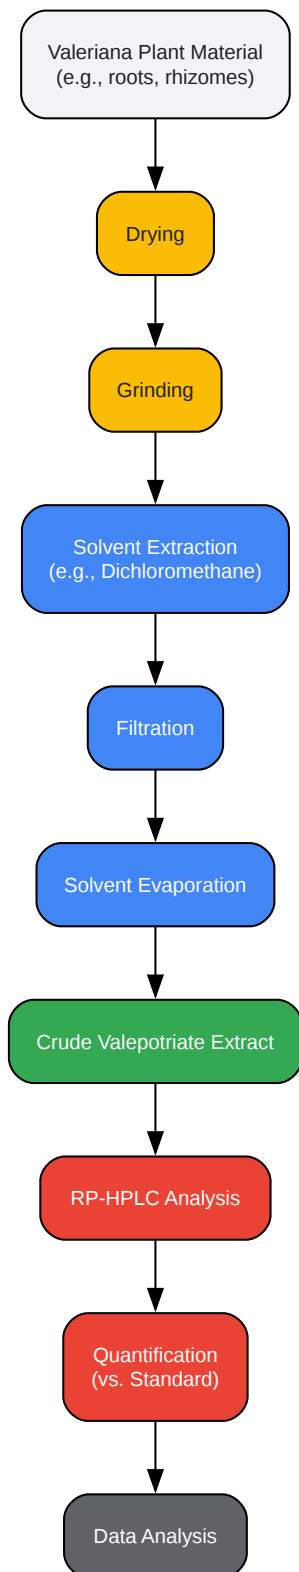 Valeriana Plant Material
(e.g., roots, rhizomes)
Drying
Grinding
Solvent Extraction
(e.g., Dichloromethane)
Filtration
Solvent Evaporation
Crude Valepotriate Extract
RP-HPLC Analysis
Quantification
(vs. Standard)
Data Analysis